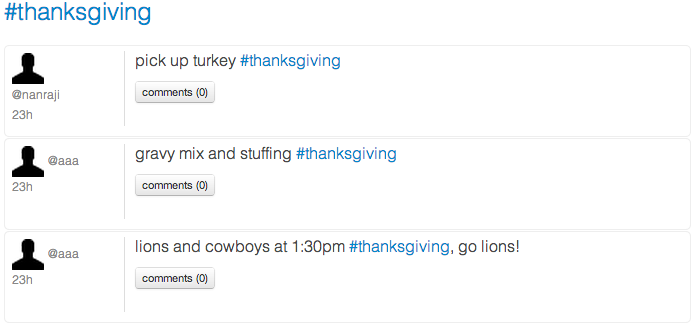 #thanksgiving
pick up turkey #thanksgiving
@nanraji
23h
comments (0)
gravy mix and stuffing #thanksgiving
@aaa
23h
comments (0)
lions and cowboys at 1:30pm #thanksgiving, go lions!
@aaa
23h
comments (0)